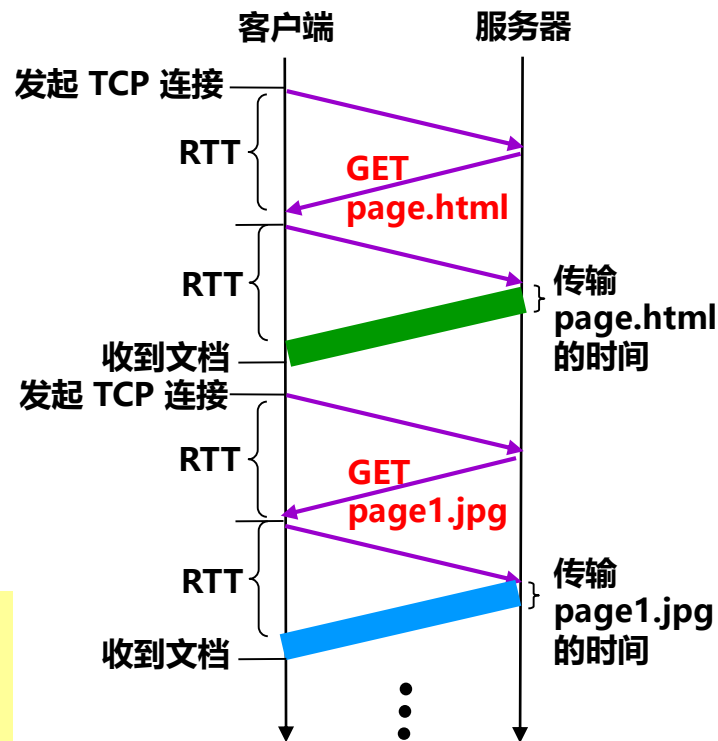 客户端
服务器
发起 TCP 连接
RTT
GET
page.html
RTT
传输
page.html
的时间
收到文档
发起 TCP 连接
RTT
GET
page1.jpg
RTT
传输
page1.jpg
的时间
收到文档